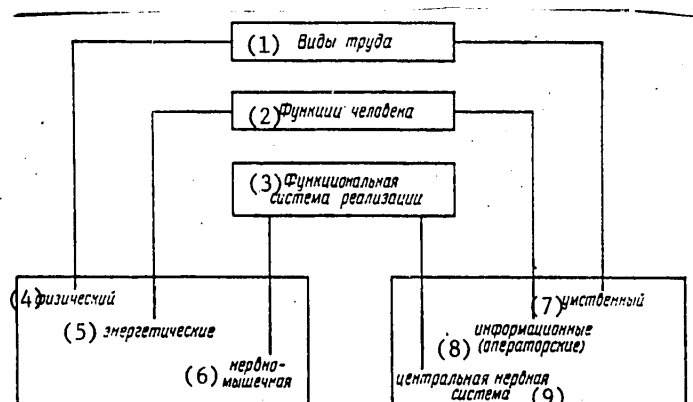 (1) Виды труда
(2) Функции человека
(3) Функциональная
система реализации
(4) физический
(5) энергетические
(6) нервно-
мышечная
(7) умственный
(8) информационные
(операторские)
центральная нервная
система (9)